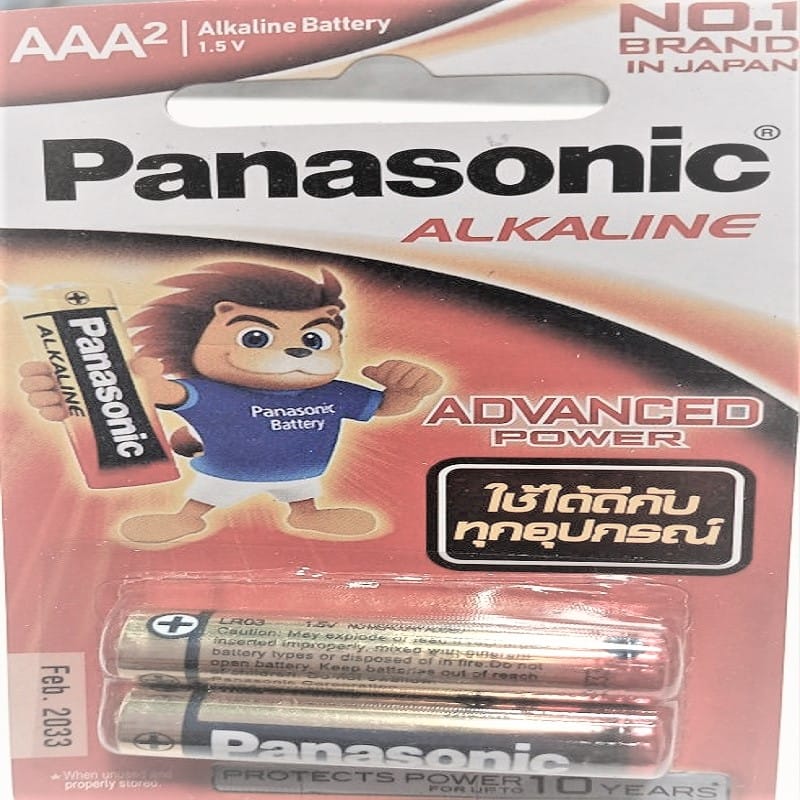 AAA² | Alkaline Battery
1.5 V
NO.1
BRAND
IN JAPAN
Panasonic®
ALKALINE
Panasonic
ALKALINE
Panasonic
Battery
ADVANCED
POWER
ใช้ได้ดีกับ
ทุกอุปกรณ์
LR03 1.5V
Caution: May explode or
inserted improperly, mixed with
battery types or disposed of in fire. Do not
open battery. Keep batteries out of reach
Feb. 2033
Panasonic
PROTECTS POWER
FOR UP TO
10 YEARS*
* When unused and
properly stored.